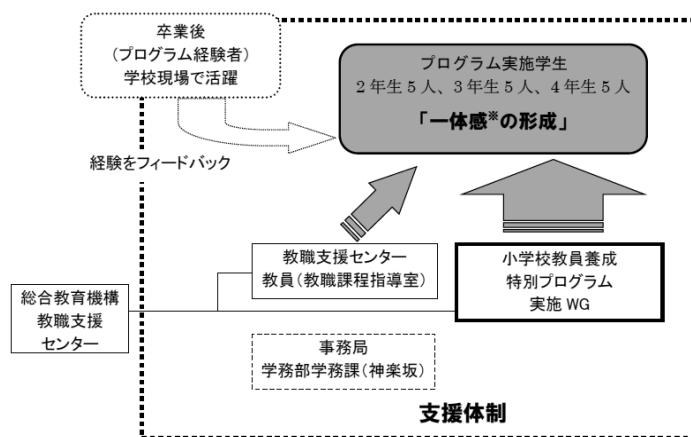 卒業後
(プログラム経験者)
学校現場で活躍
プログラム実施学生
2年生5人、3年生5人、4年生5人
「一体感※の形成」
経験をフィードバック
教職支援センター
教員(教職課程指導室)
小学校教員養成
特別プログラム
実施 WG
総合教育機構
教職支援
センター
事務局
学務部学務課(神楽坂)
支援体制